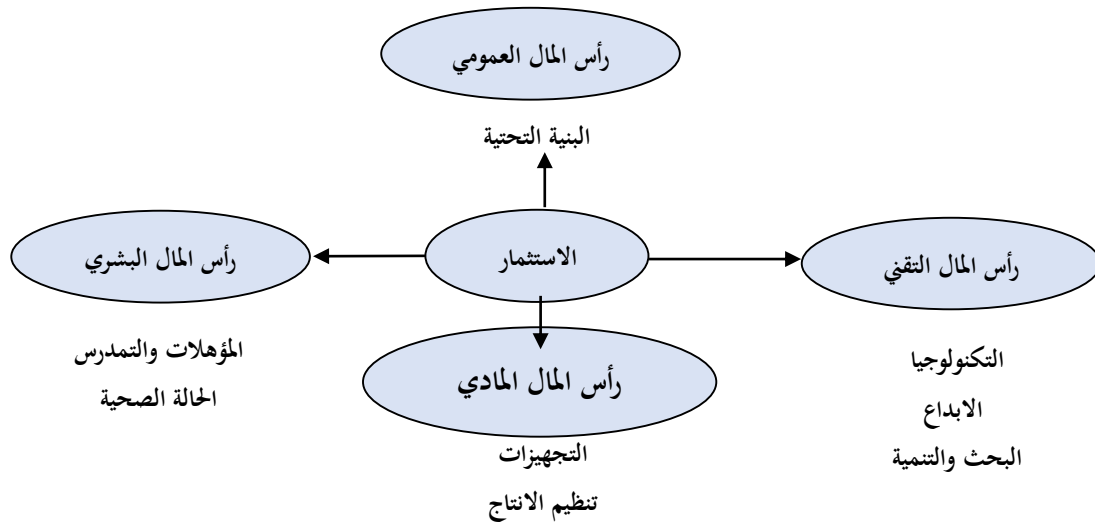 رأس المال العمومي
البنية التحتية
رأس المال التقني
الاستثمار
رأس المال البشري
التكنولوجيا
الابداع
البحث والتنمية
رأس المال المادي
التجهيزات
تنظيم الانتاج
المؤهلات والتمدرس
الحالة الصحية